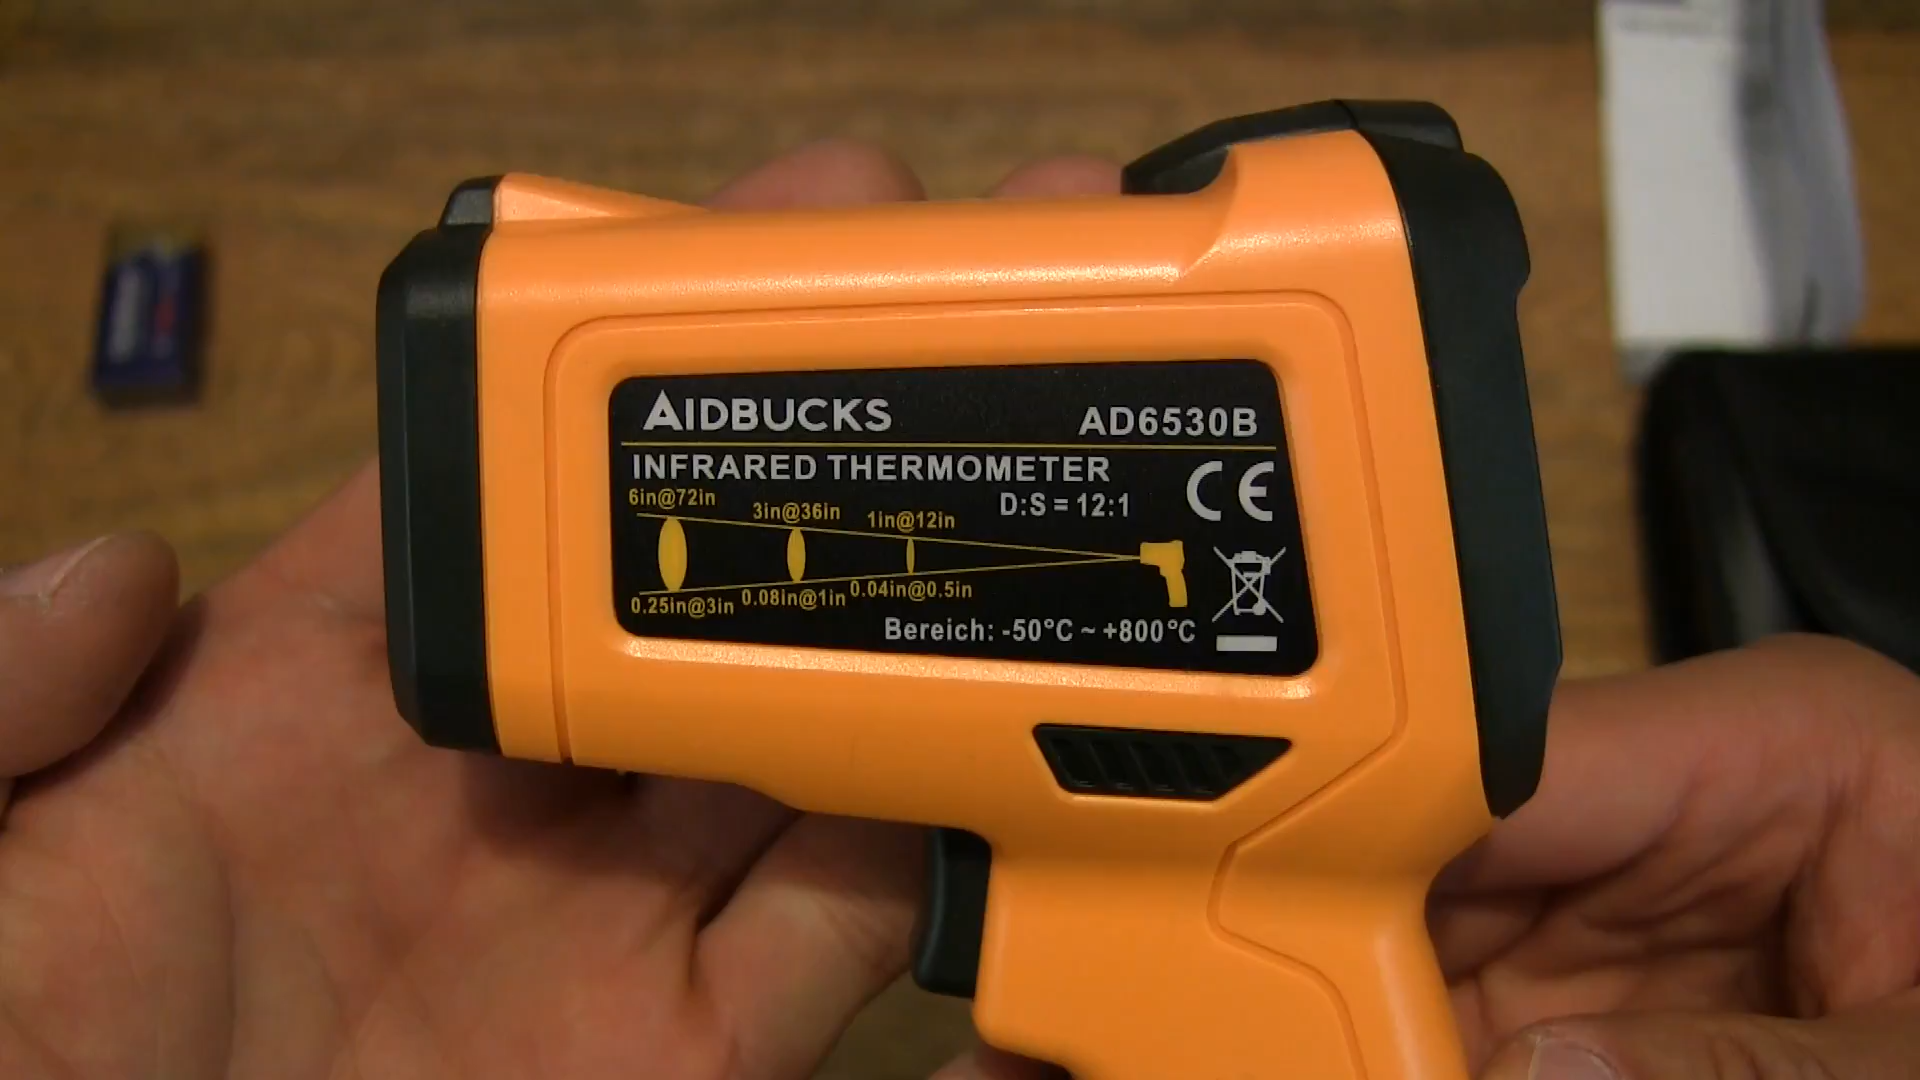 AIDBUCKS AD6530B
INFRARED THERMOMETER
CE
D:S = 12:1
6in@72in 3in@36in 1in@12in
0.25in@3in 0.08in@1in 0.04in@0.5in
Bereich: -50°C ~ +800°C